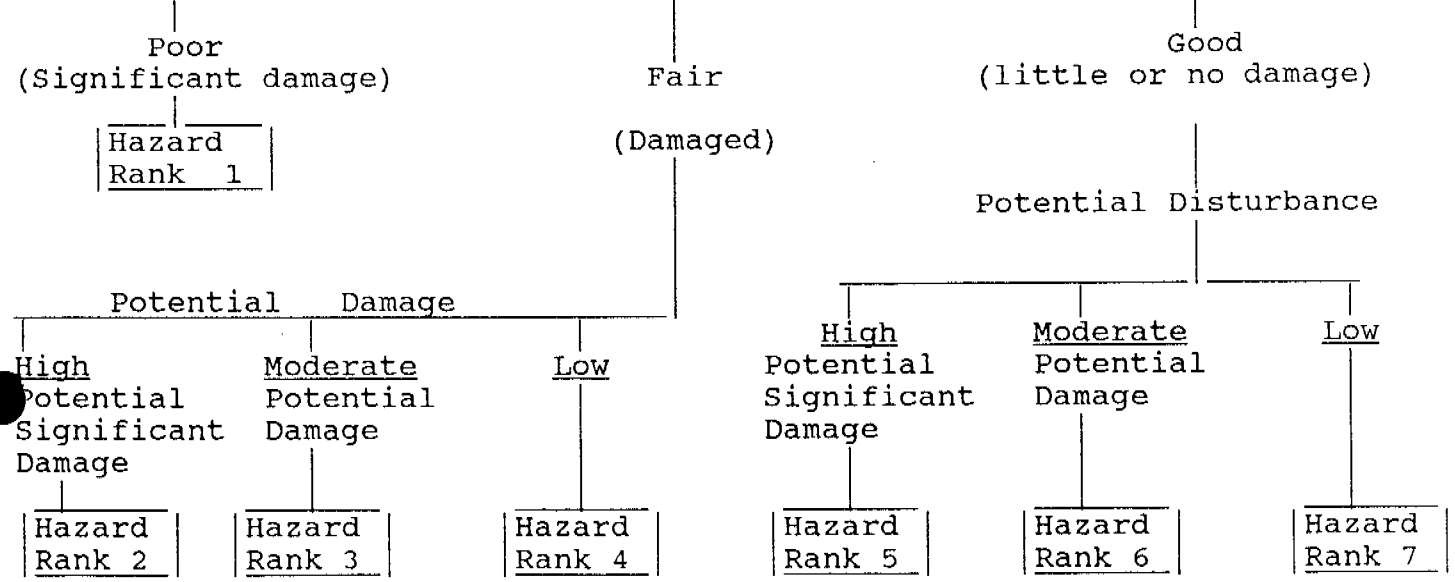 Poor
(Significant damage)
Hazard
Rank 1
Fair
(Damaged)
Good
(little or no damage)
Potential Disturbance
Potential Damage
High
Potential
Significant
Damage
Hazard
Rank 2
Moderate
Potential
Damage
Hazard
Rank 3
Low
Hazard
Rank 4
High
Potential
Significant
Damage
Hazard
Rank 5
Moderate
Potential
Damage
Hazard
Rank 6
Low
Hazard
Rank 7